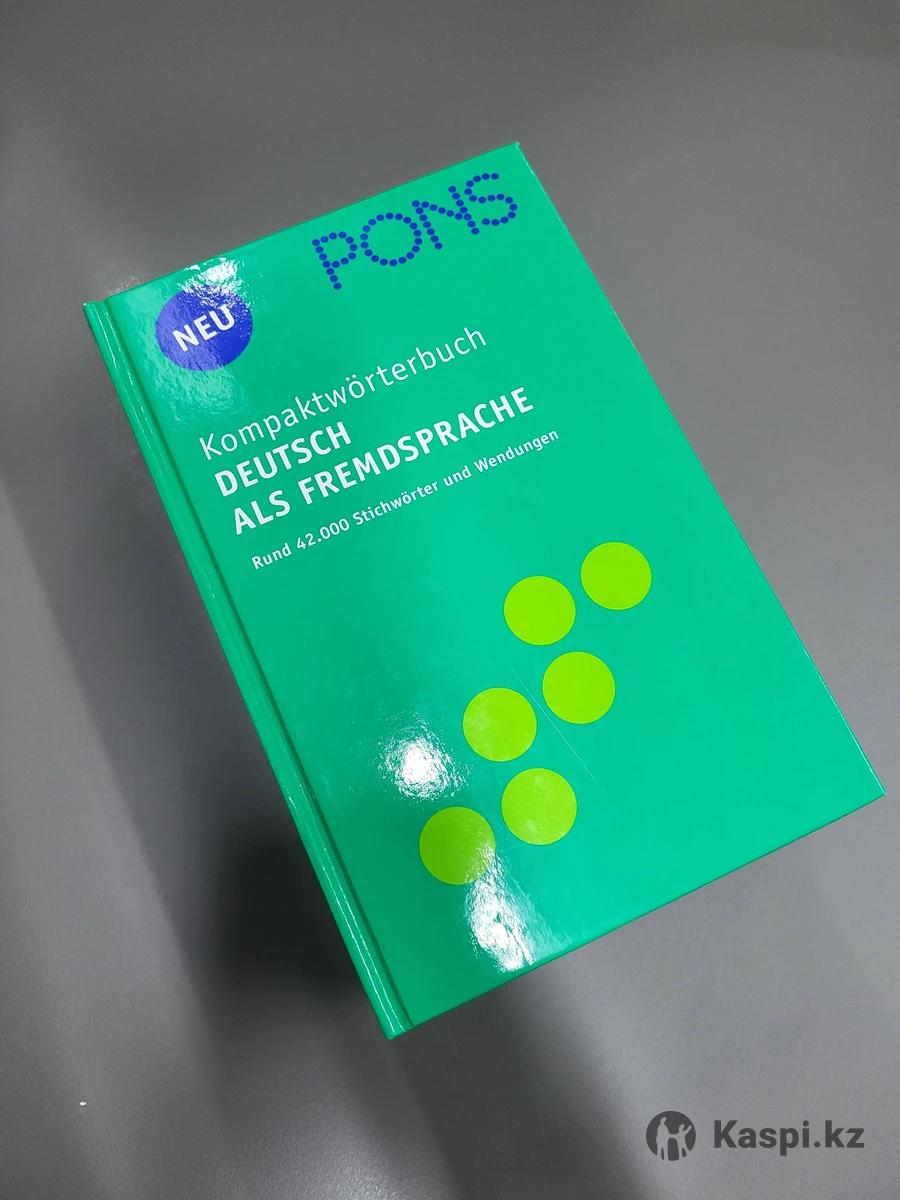 PONS
NEU
Kompaktwörterbuch
DEUTSCH
ALS FREMDSPRACHE
Rund 42.000 Stichwörter und Wendungen
Kaspi.kz